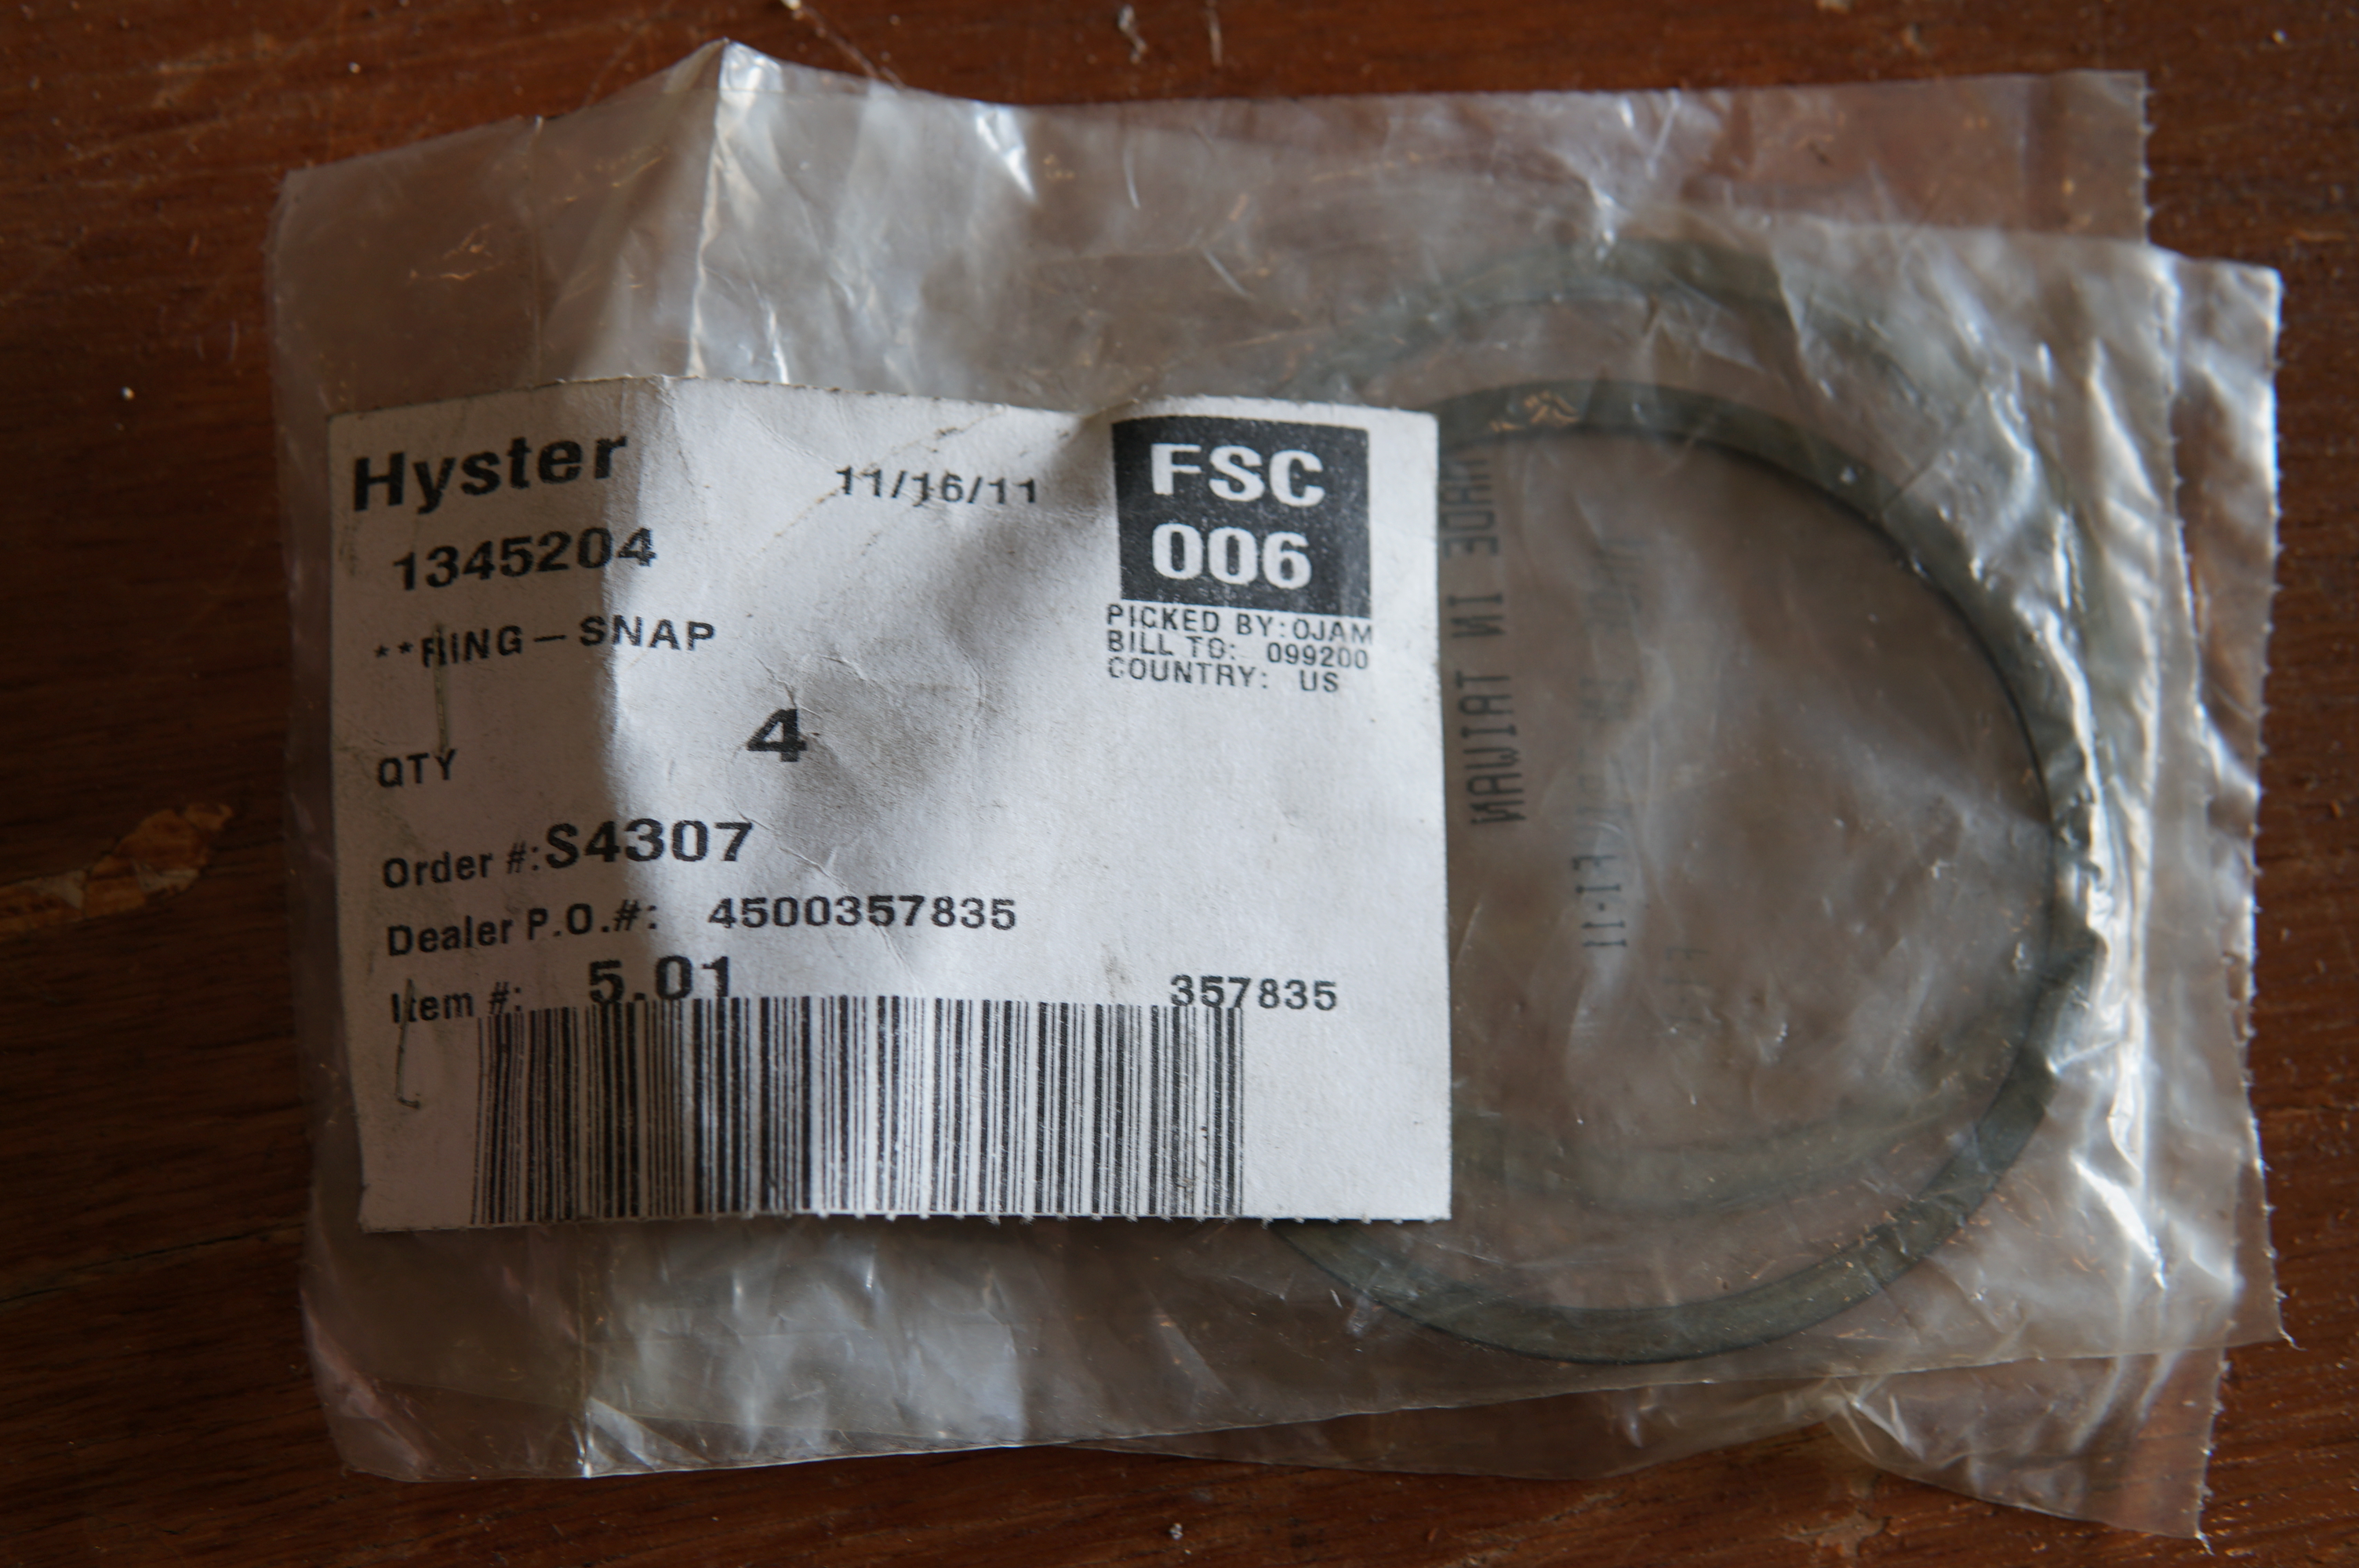 Hyster
11/16/11
FSC
006
1345204
PICKED BY:OJAM
BILL TO: 099200
COUNTRY: US
**RING-SNAP
QTY 4
Order #:S4307
Dealer P.O.#: 4500357835
Item #: 5.01
357835
MADE IN TAIWAN